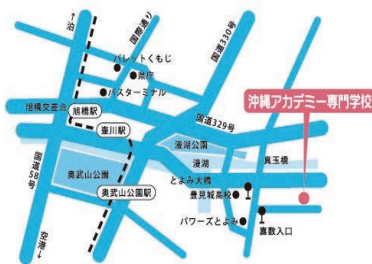 ↑泊
国際通り
国道330号
パレットくもじ
県庁
バスターミナル
沖縄アカデミー専門学校
旭橋交差点
旭橋駅
国道329号
壷川駅
漫湖公園
国道58号
奥武山公園
漫湖
真玉橋
とよみ大橋
奥武山公園駅
豊見城高校
嘉数入口
パワーズとよみ
空港↓